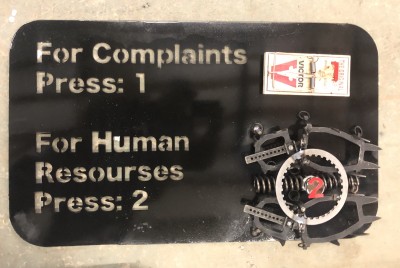 For Complaints
Press: 1
VICTOR
For Human
Resourses
Press: 2
2